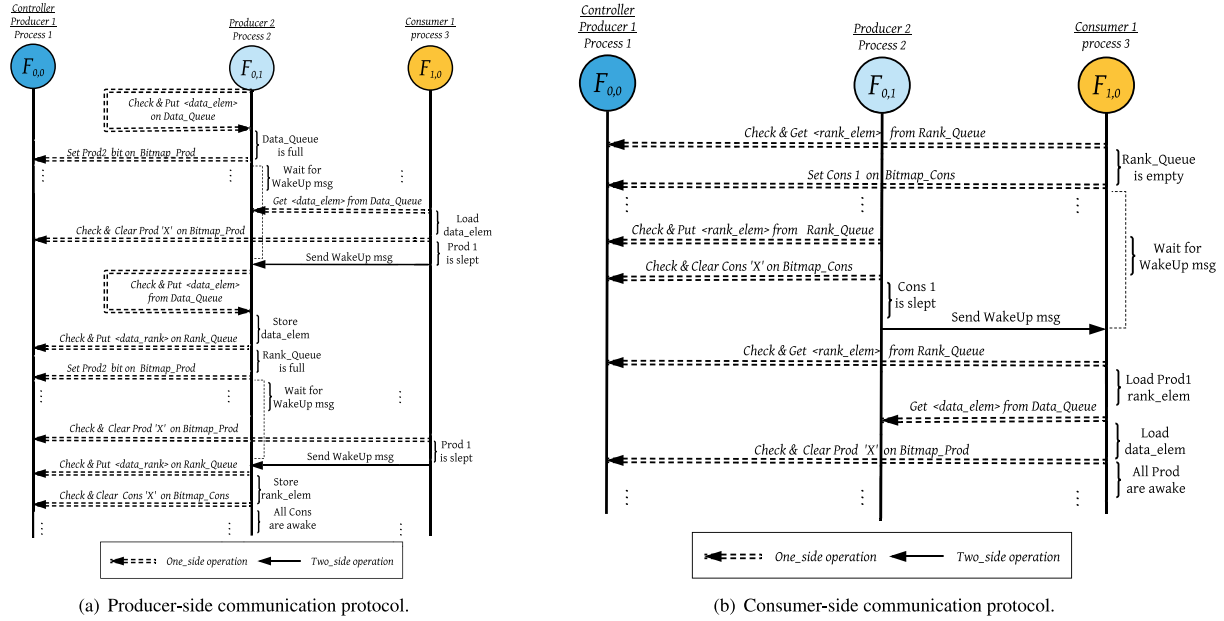 Controller
Producer 1
Process 1
Producer 2
Process 2
Consumer 1
process 3
F0,0
F0,1
F1,0
Check & Put <data_elem>
on Data_Queue
Data_Queue
is full
Set Prod2 bit on Bitmap_Prod
Wait for
WakeUp msg
Get <data_elem> from Data_Queue
Load
data_elem
Check & Clear Prod 'X' on Bitmap_Prod
Prod 1
is slept
Send WakeUp msg
Check & Put <data_elem>
from Data_Queue
Store
data_elem
Check & Put <data_rank> on Rank_Queue
Rank_Queue
is full
Set Prod2 bit on Bitmap_Prod
Wait for
WakeUp msg
Check & Clear Prod 'X' on Bitmap_Prod
Prod 1
is slept
Send WakeUp msg
Check & Put <data_rank> on Rank_Queue
Store
rank_elem
Check & Clear Cons 'X' on Bitmap_Cons
All Cons
are awake
One_side operation
Two_side operation
(a) Producer-side communication protocol.
Controller
Producer 1
Process 1
Producer 2
Process 2
Consumer 1
process 3
F0,0
F0,1
F1,0
Check & Get <rank_elem> from Rank_Queue
Rank_Queue
is empty
Set Cons 1 on Bitmap_Cons
Check & Put <rank_elem> from Rank_Queue
Wait for
WakeUp msg
Check & Clear Cons 'X' on Bitmap_Cons
Cons 1
is slept
Send WakeUp msg
Check & Get <rank_elem> from Rank_Queue
Load Prod1
rank_elem
Get <data_elem> from Data_Queue
Load
data_elem
Check & Clear Prod 'X' on Bitmap_Prod
All Prod
are awake
One_side operation
Two_side operation
(b) Consumer-side communication protocol.